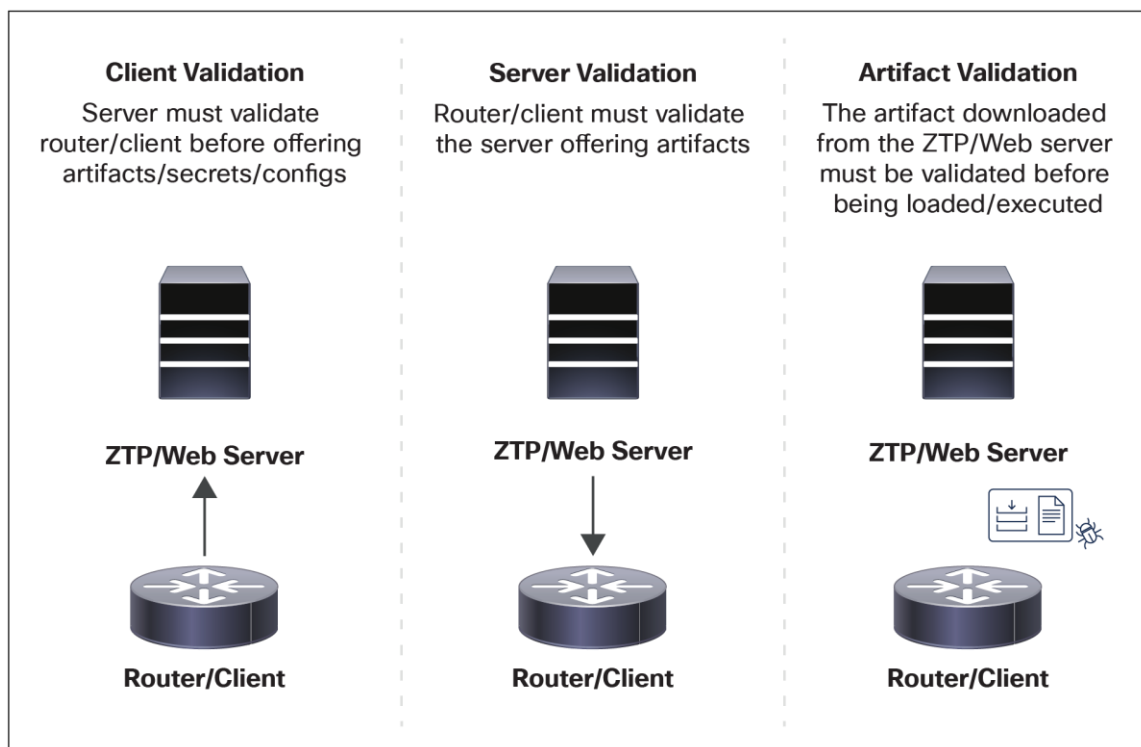 Client Validation
Server must validate
router/client before offering
artifacts/secrets/configs
ZTP/Web Server
Router/Client
Server Validation
Router/client must validate
the server offering artifacts
ZTP/Web Server
Router/Client
Artifact Validation
The artifact downloaded
from the ZTP/Web server
must be validated before
being loaded/executed
ZTP/Web Server
Router/Client